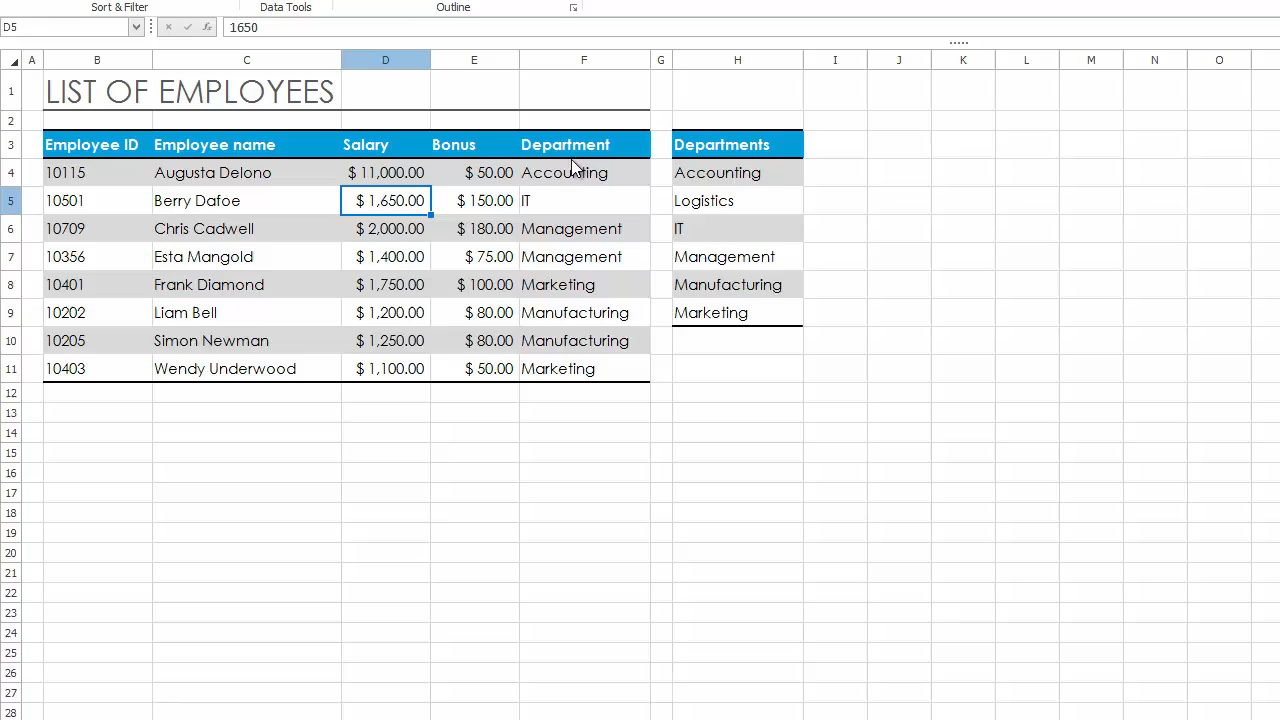 Sort & Filter Data Tools Outline
D5 1650
A B C D E F G H I J K L M N O
1 LIST OF EMPLOYEES
2
3 Employee ID Employee name Salary Bonus Department Departments
4 10115 Augusta Delono $ 11,000.00 $ 50.00 Accounting Accounting
5 10501 Berry Dafoe $ 1,650.00 $ 150.00 IT Logistics
6 10709 Chris Cadwell $ 2,000.00 $ 180.00 Management IT
7 10356 Esta Mangold $ 1,400.00 $ 75.00 Management Management
8 10401 Frank Diamond $ 1,750.00 $ 100.00 Marketing Manufacturing
9 10202 Liam Bell $ 1,200.00 $ 80.00 Manufacturing Marketing
10 10205 Simon Newman $ 1,250.00 $ 80.00 Manufacturing
11 10403 Wendy Underwood $ 1,100.00 $ 50.00 Marketing
12
13
14
15
16
17
18
19
20
21
22
23
24
25
26
27
28